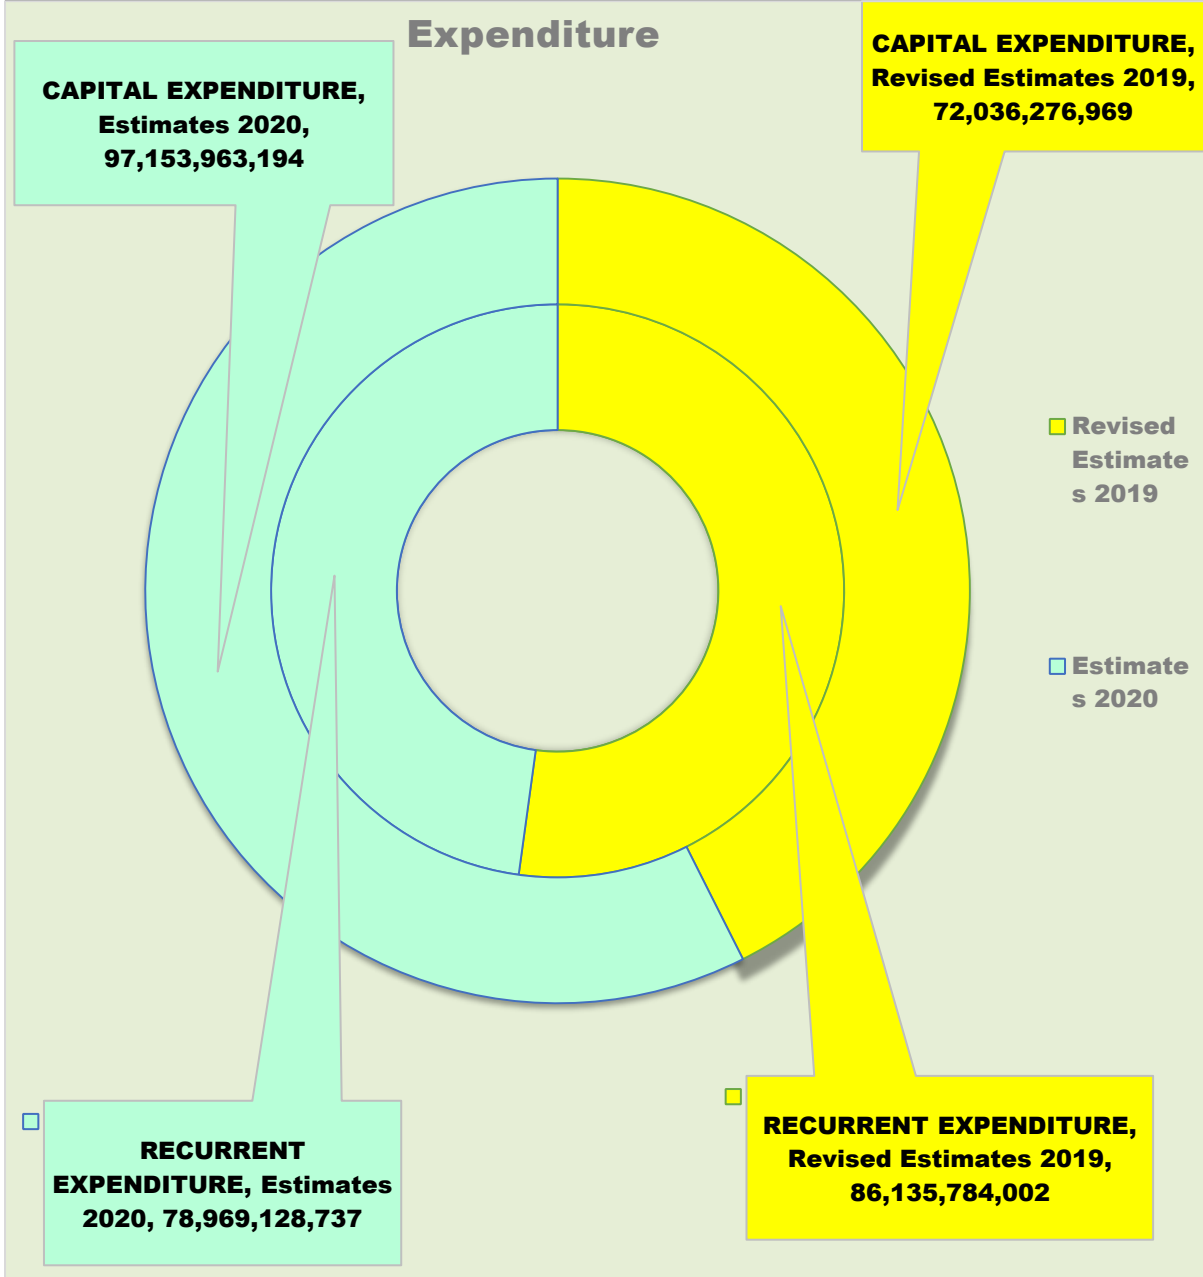 Expenditure
CAPITAL EXPENDITURE,
Estimates 2020,
97,153,963,194
CAPITAL EXPENDITURE,
Revised Estimates 2019,
72,036,276,969
Revised
Estimate
s 2019
Estimate
s 2020
RECURRENT
EXPENDITURE, Estimates
2020, 78,969,128,737
RECURRENT EXPENDITURE,
Revised Estimates 2019,
86,135,784,002